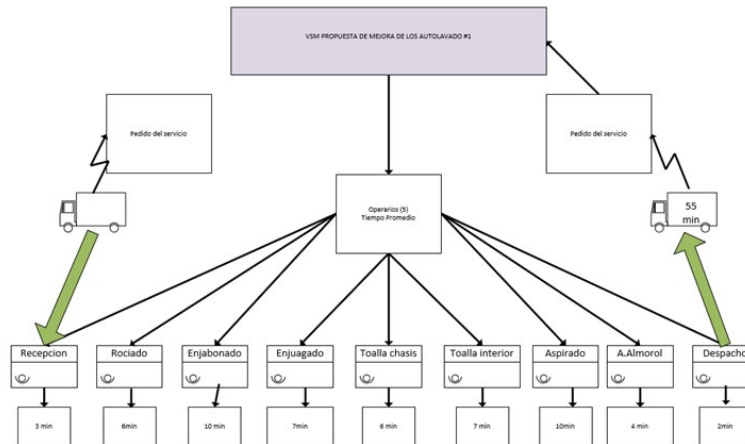 VSM PROPUESTA DE MEJORA DE LOS AUTOLAVADO #1
Pedido del servicio
Pedido del servicio
Operarios (5)
Tiempo Promedio
55
min
Recepcion
Rociado
Enjabonado
Enjuagado
Toalla chasis
Toalla interior
Aspirado
A.Almorol
Despacho
3 min
6min
10 min
7min
6 min
7 min
10min
4 min
2min